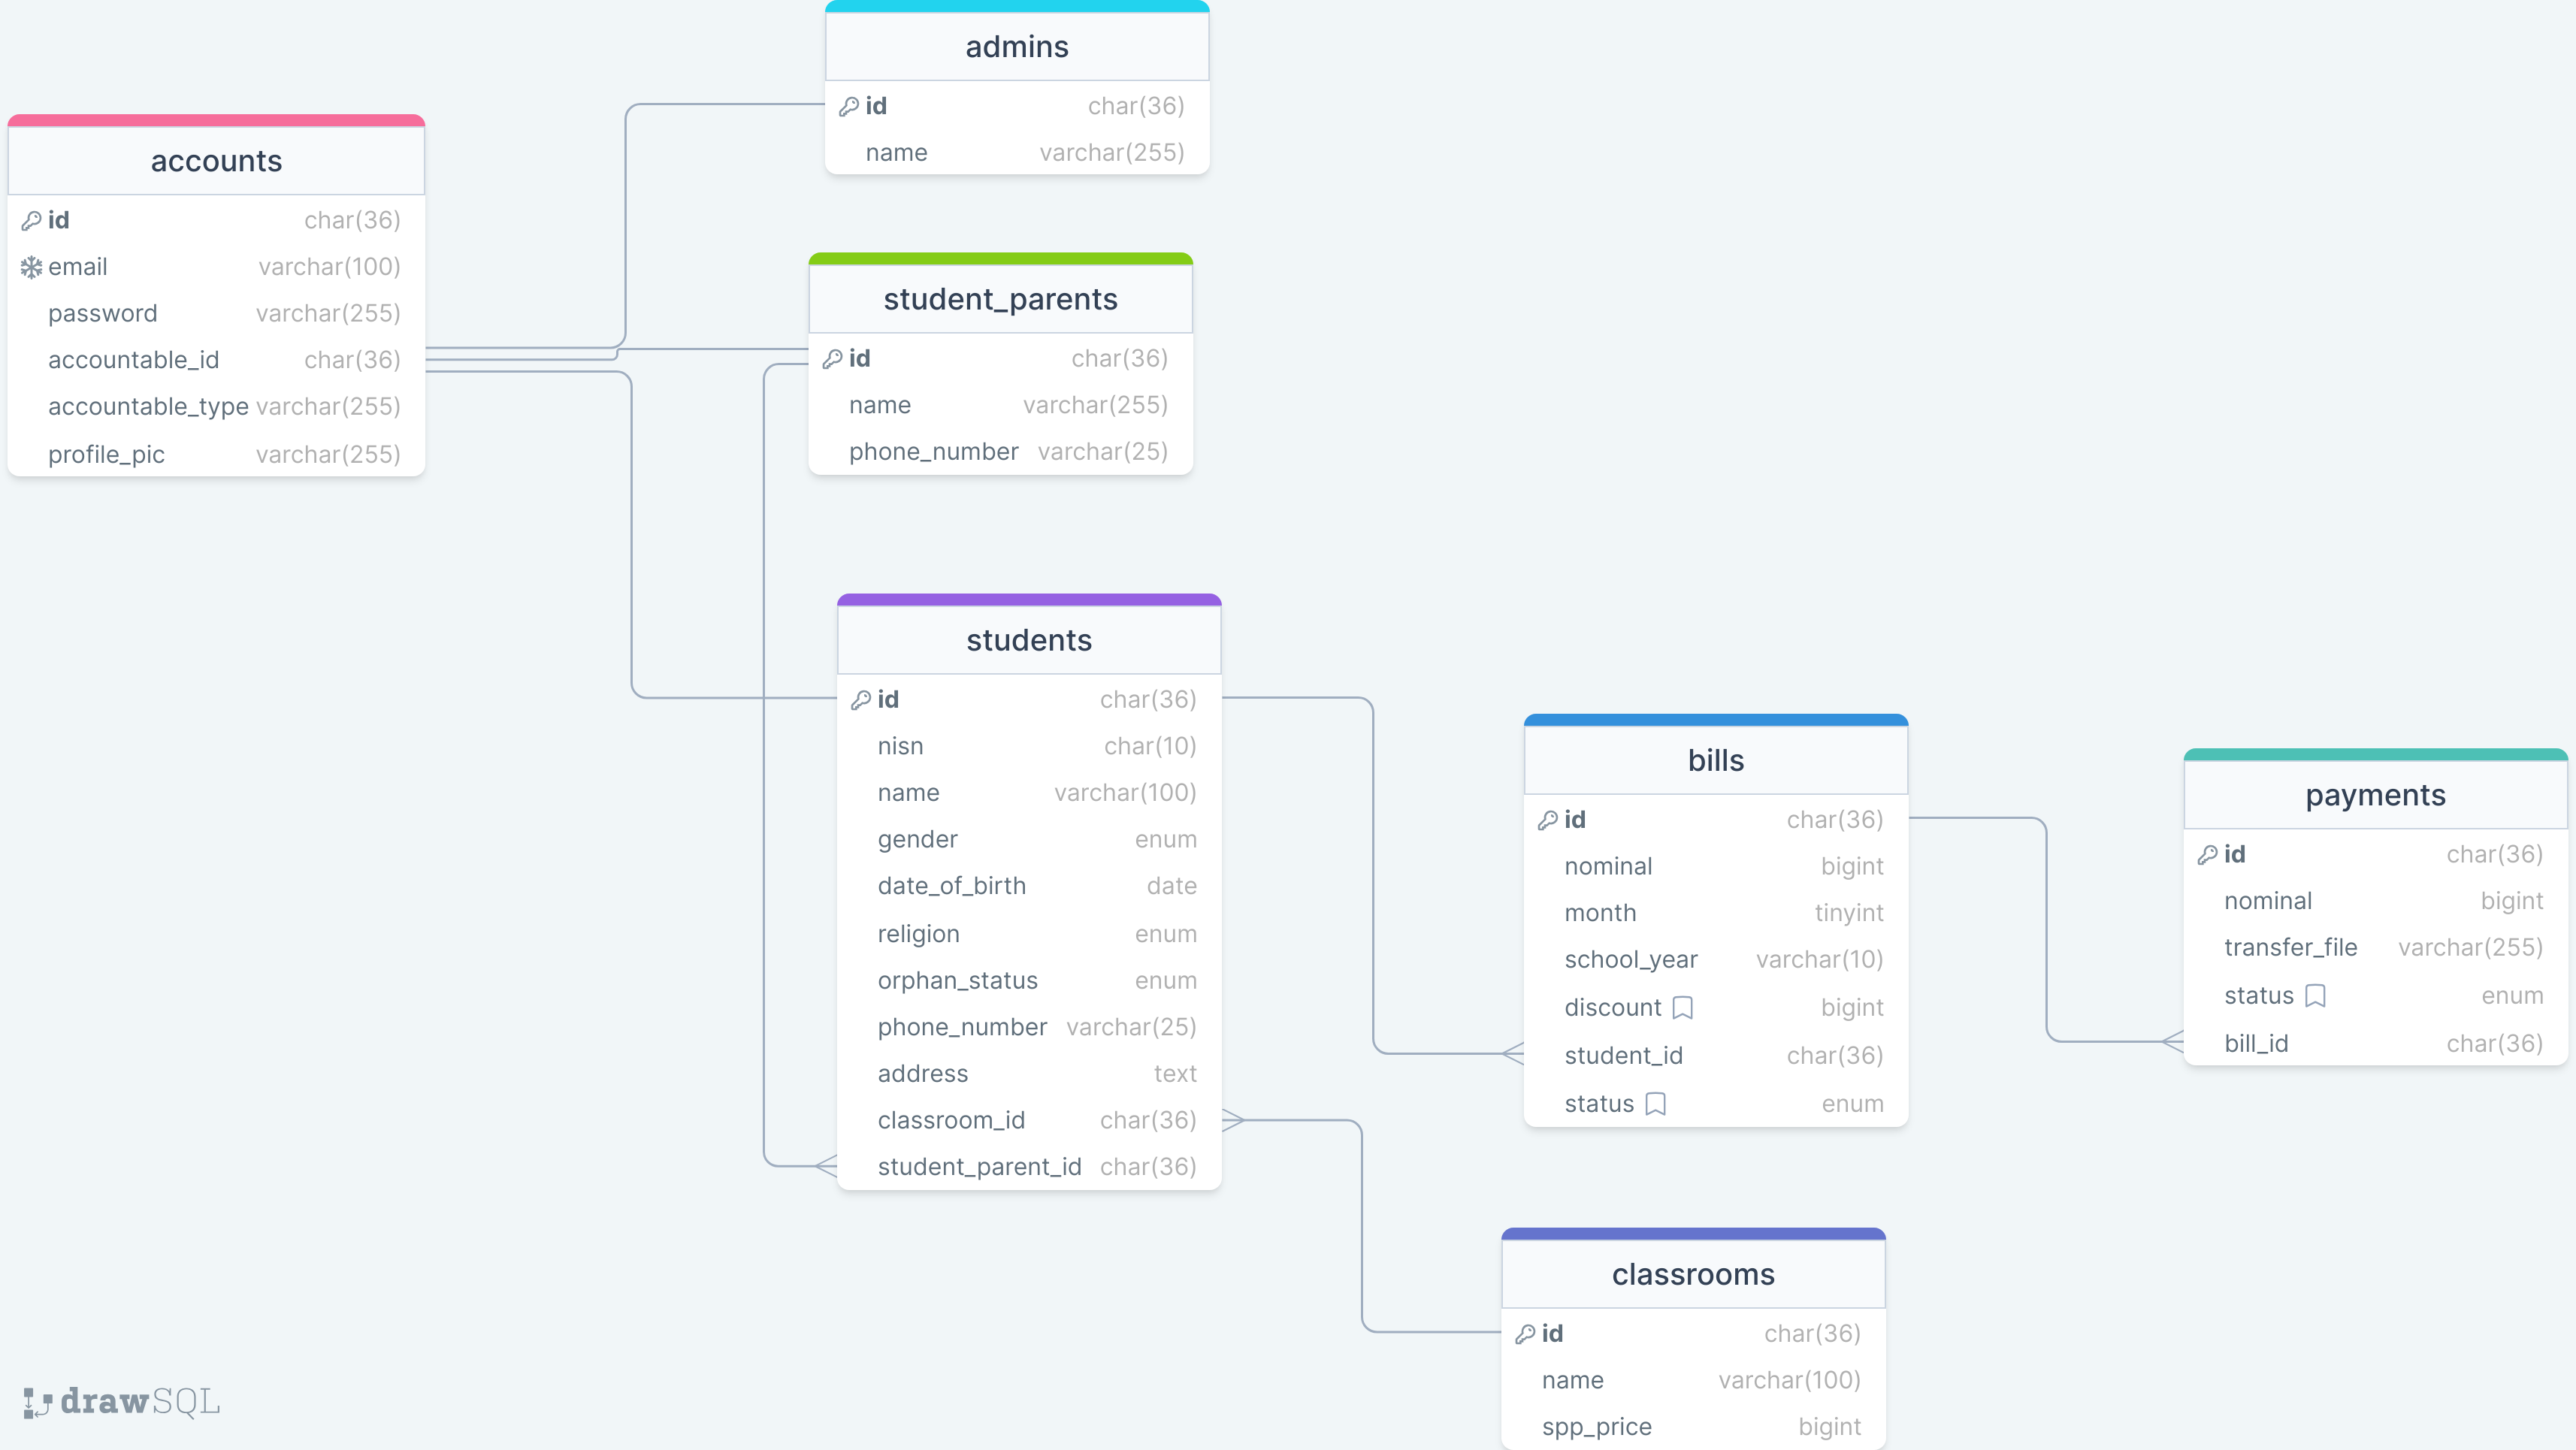 admins
id char(36)
name varchar(255)
accounts
id char(36)
email varchar(100)
password varchar(255)
accountable_id char(36)
accountable_type varchar(255)
profile_pic varchar(255)
student_parents
id char(36)
name varchar(255)
phone_number varchar(25)
students
id char(36)
nisn char(10)
name varchar(100)
gender enum
date_of_birth date
religion enum
orphan_status enum
phone_number varchar(25)
address text
classroom_id char(36)
student_parent_id char(36)
bills
id char(36)
nominal bigint
month tinyint
school_year varchar(10)
discount bigint
student_id char(36)
status enum
payments
id char(36)
nominal bigint
transfer_file varchar(255)
status enum
bill_id char(36)
classrooms
id char(36)
name varchar(100)
spp_price bigint
drawSQL